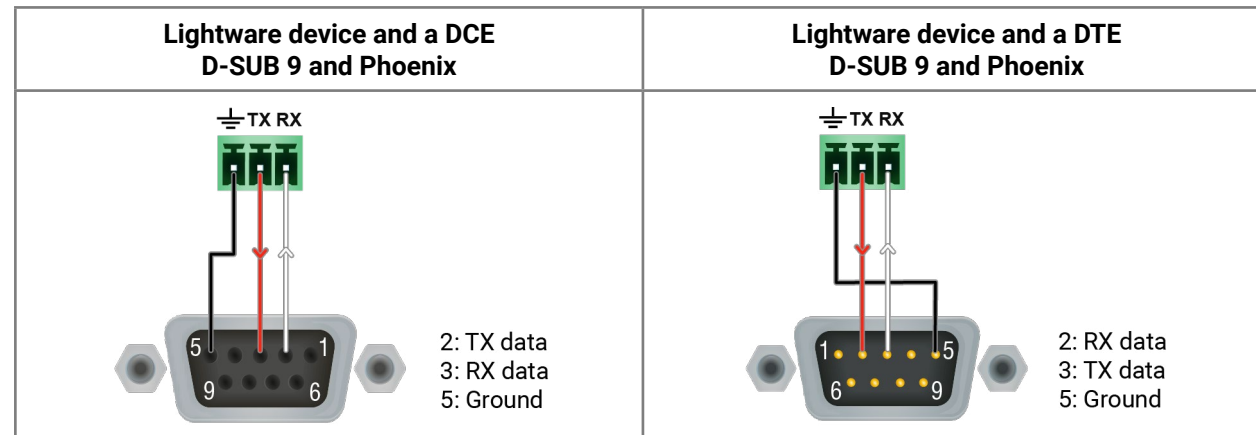 Lightware device and a DCE
D-SUB 9 and Phoenix
Lightware device and a DTE
D-SUB 9 and Phoenix
TX RX
5 1
9 6
2: TX data
3: RX data
5: Ground
TX RX
1 5
6 9
2: RX data
3: TX data
5: Ground